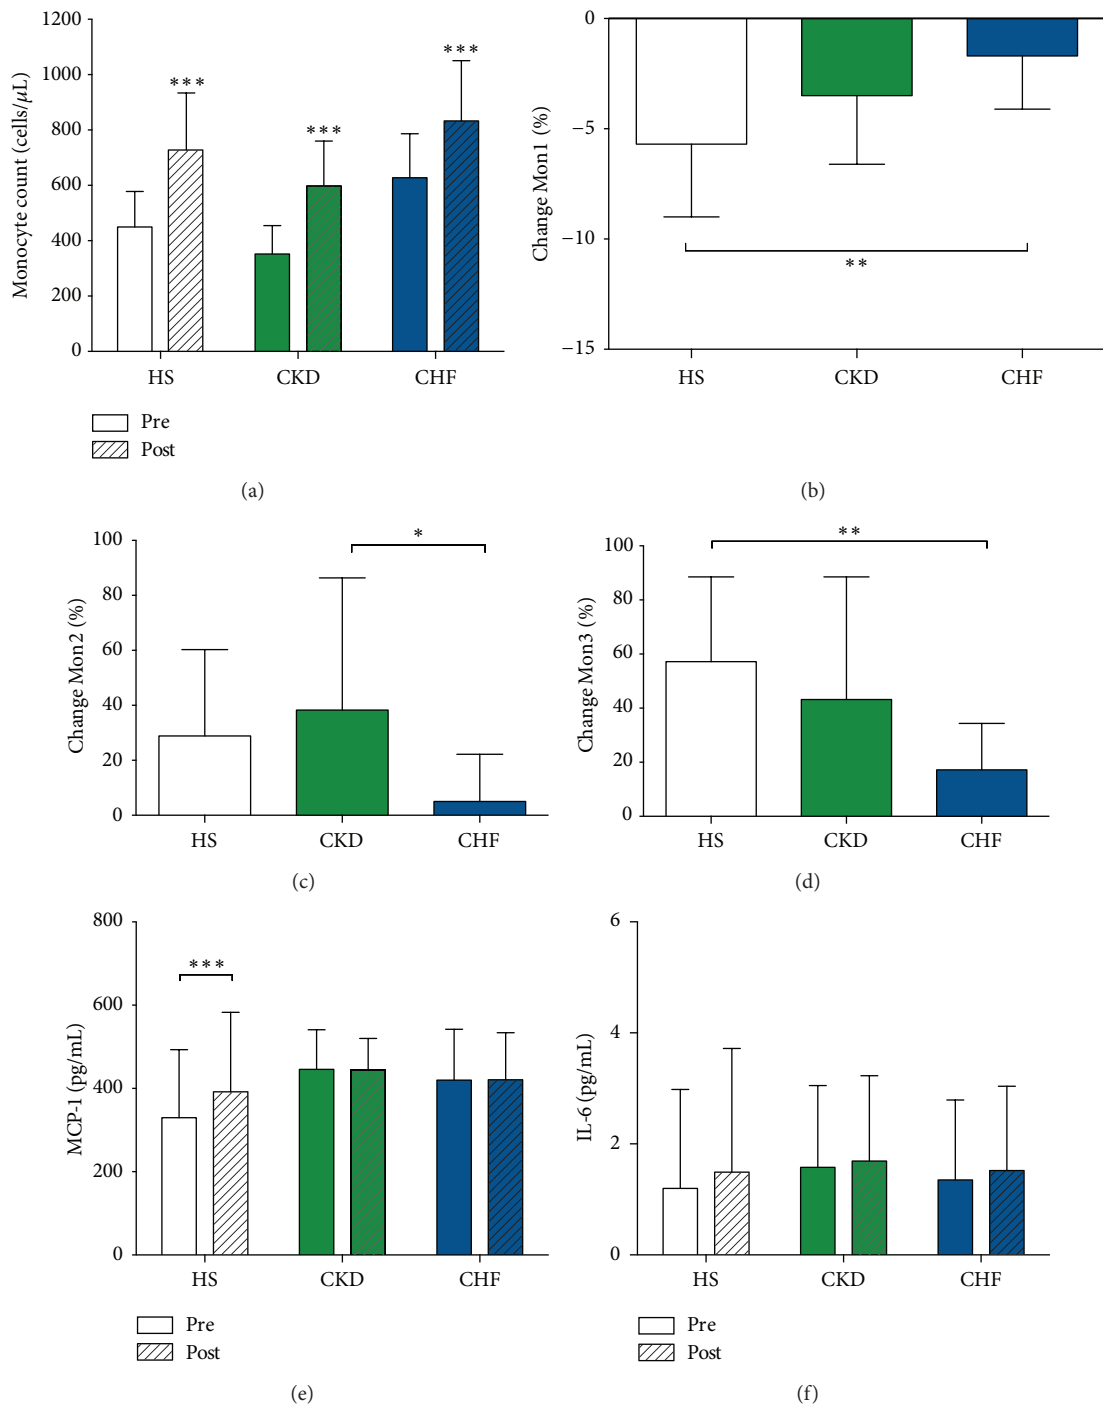 1200
1000
800
600
400
200
0
Monocyte count (cells/μL)
***
***
***
HS CKD CHF
Pre
Post
(a)
0
−5
−10
−15
Change Mon1 (%)
**
HS CKD CHF
(b)
100
80
60
40
20
0
Change Mon2 (%)
*
HS CKD CHF
(c)
100
80
60
40
20
0
Change Mon3 (%)
**
HS CKD CHF
(d)
800
600
400
200
0
MCP-1 (pg/mL)
***
HS CKD CHF
Pre
Post
(e)
6
4
2
0
IL-6 (pg/mL)
HS CKD CHF
Pre
Post
(f)